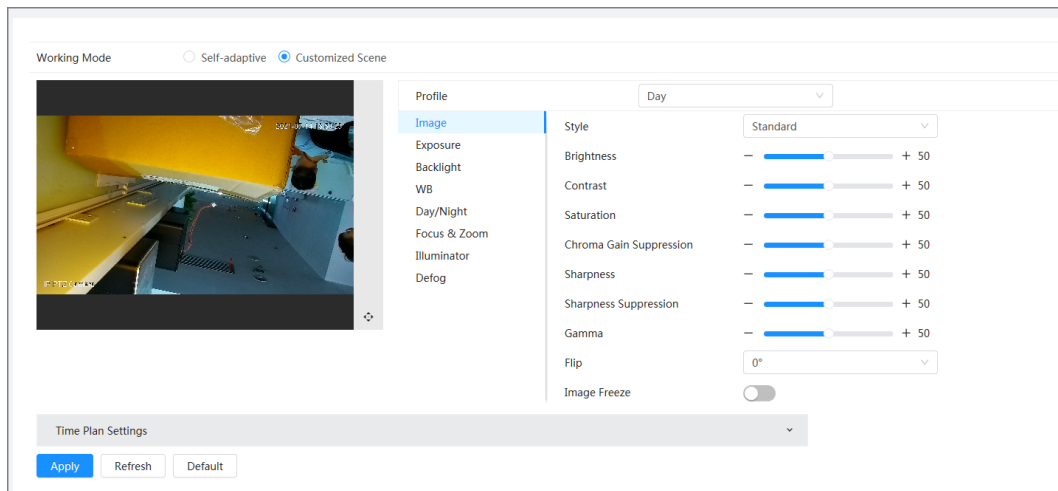 Working Mode
Self-adaptive
Customized Scene
Profile
Day
Image
Exposure
Backlight
WB
Day/Night
Focus & Zoom
Illuminator
Defog
Style
Standard
Brightness
50
Contrast
50
Saturation
50
Chroma Gain Suppression
50
Sharpness
50
Sharpness Suppression
50
Gamma
50
Flip
0°
Image Freeze
Time Plan Settings
Apply
Refresh
Default